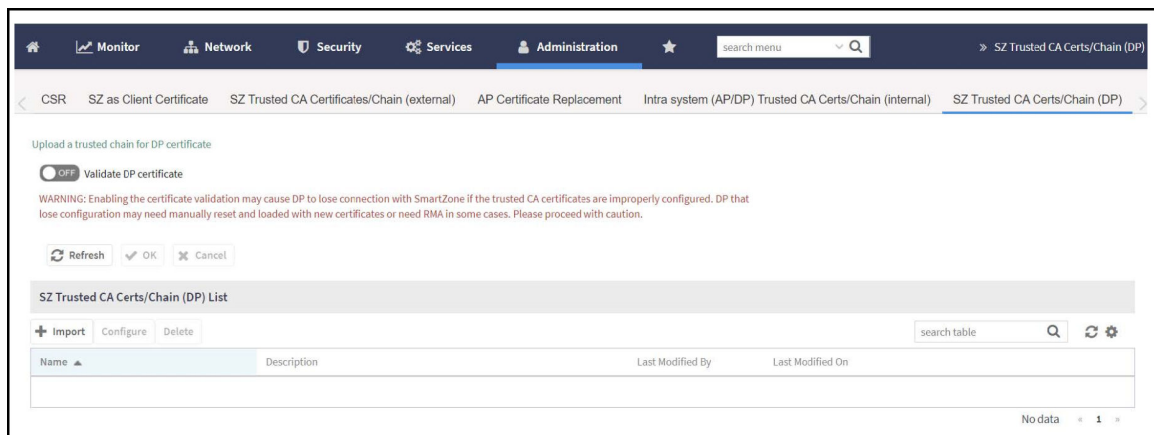 Monitor Network Security Services Administration search menu » SZ Trusted CA Certs/Chain (DP)
CSR SZ as Client Certificate SZ Trusted CA Certificates/Chain (external) AP Certificate Replacement Intra system (AP/DP) Trusted CA Certs/Chain (internal) SZ Trusted CA Certs/Chain (DP)
Upload a trusted chain for DP certificate
OFF Validate DP certificate
WARNING: Enabling the certificate validation may cause DP to lose connection with SmartZone if the trusted CA certificates are improperly configured. DP that
lose configuration may need manually reset and loaded with new certificates or need RMA in some cases. Please proceed with caution.
Refresh OK Cancel
SZ Trusted CA Certs/Chain (DP) List
Import Configure Delete search table
Name Description Last Modified By Last Modified On
No data « 1 »